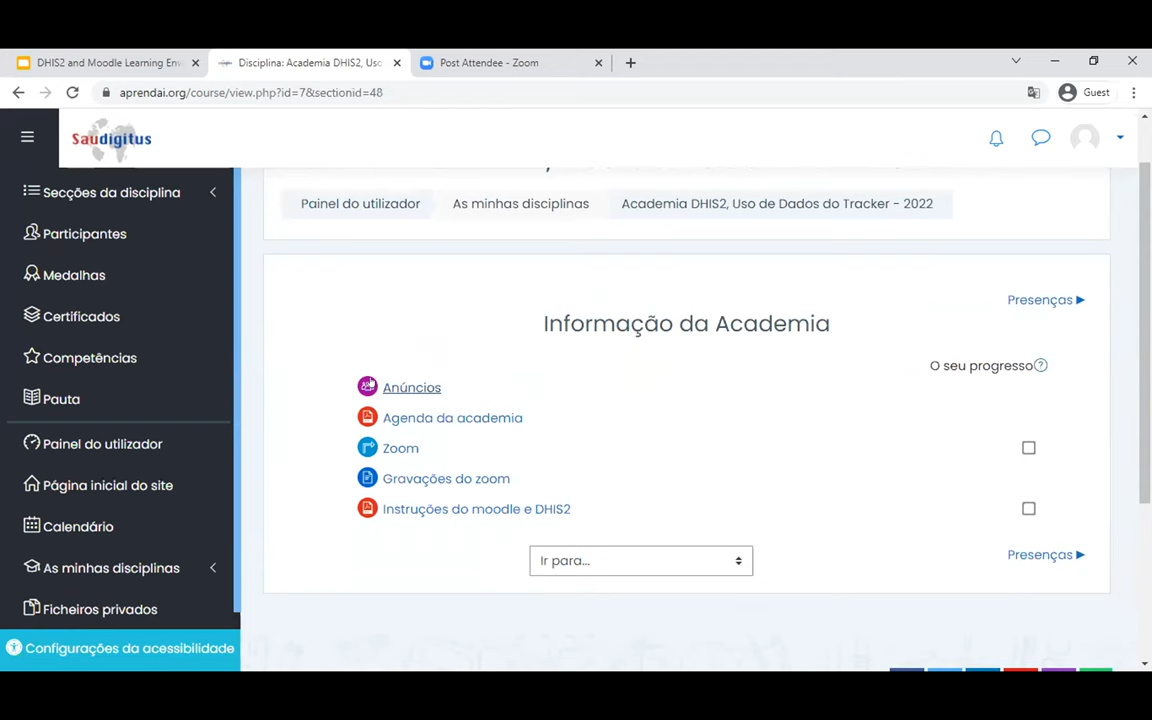 DHIS2 and Moodle Learning En
Disciplina: Academia DHIS2, Uso
Post Attendee - Zoom
aprendai.org/course/view.php?id=7&sectionid=48
Guest
Saudigitus
Secções da disciplina
Participantes
Medalhas
Certificados
Competências
Pauta
Painel do utilizador
Página inicial do site
Calendário
As minhas disciplinas
Ficheiros privados
Configurações da acessibilidade
Painel do utilizador
As minhas disciplinas
Academia DHIS2, Uso de Dados do Tracker - 2022
Presenças ▶
Informação da Academia
O seu progresso
Anúncios
Agenda da academia
Zoom
Gravações do zoom
Instruções do moodle e DHIS2
Ir para...
Presenças ▶